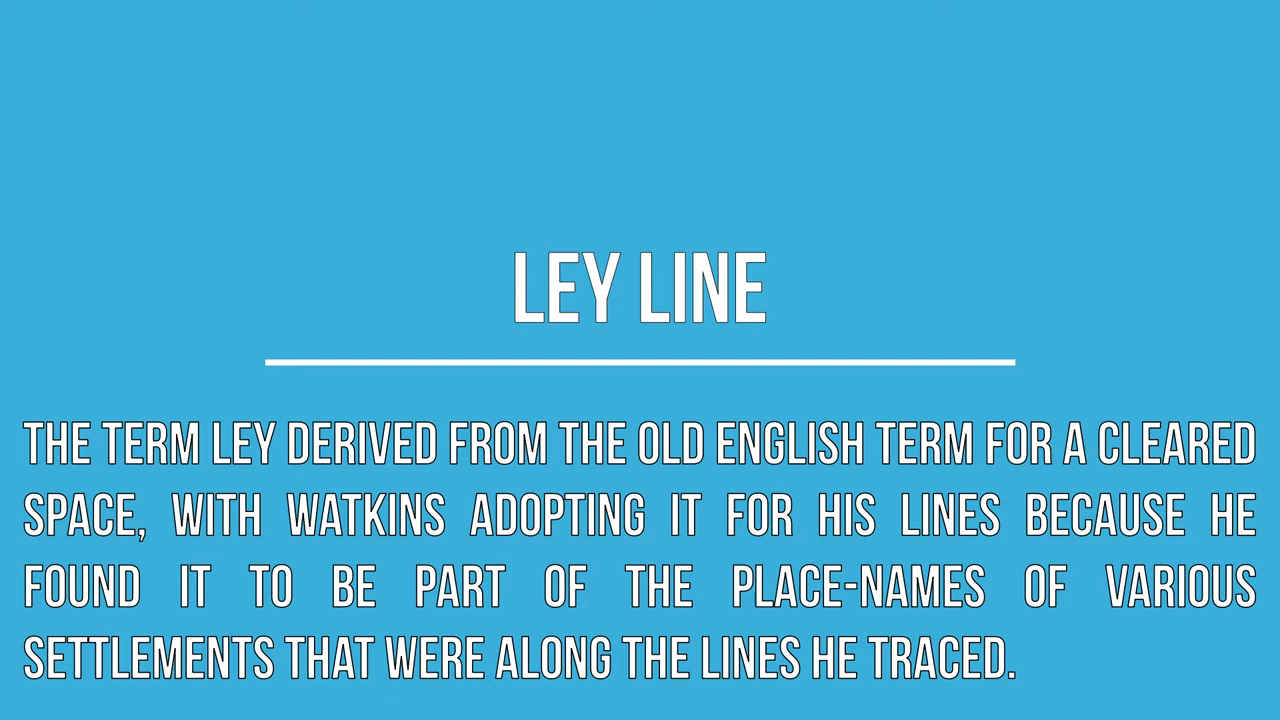 LEY LINE
THE TERM LEY DERIVED FROM THE OLD ENGLISH TERM FOR A CLEARED
SPACE, WITH WATKINS ADOPTING IT FOR HIS LINES BECAUSE HE
FOUND IT TO BE PART OF THE PLACE-NAMES OF VARIOUS
SETTLEMENTS THAT WERE ALONG THE LINES HE TRACED.